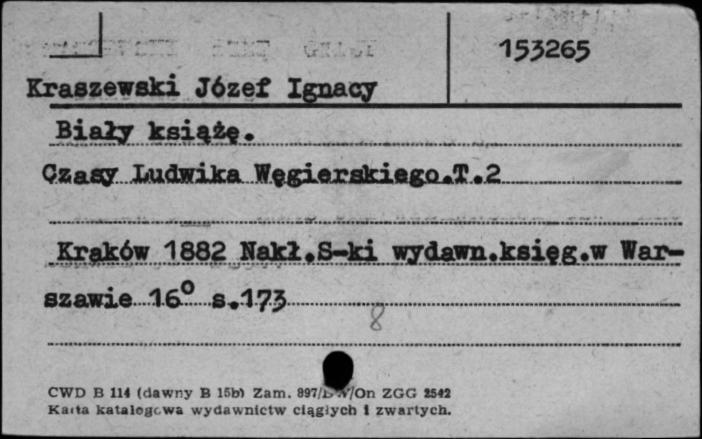 153265
Kraszewski Józef Ignacy
Biały książę.
Czasy Ludwika Węgierskiego.T.2
Kraków 1882 Nakł.S-ki wydawn.księg.w War-
szawie 16° s.173
8
CWD B 114 (dawny B 15b) Zam. 897/ /On ZGG 2542
Karta katalogowa wydawnictw ciągłych i zwartych.